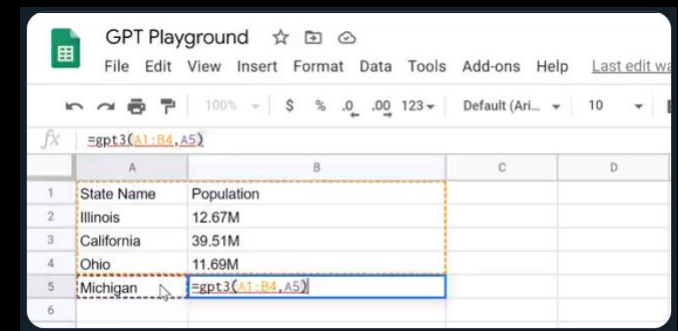 GPT Playground
File Edit View Insert Format Data Tools Add-ons Help Last edit wa
100% $ % .0 .00 123 Default (Ari... 10
fx =gpt3(A1:B4,A5)
A B C D
1 State Name Population
2 Illinois 12.67M
3 California 39.51M
4 Ohio 11.69M
5 Michigan =gpt3(A1:B4,A5)
6